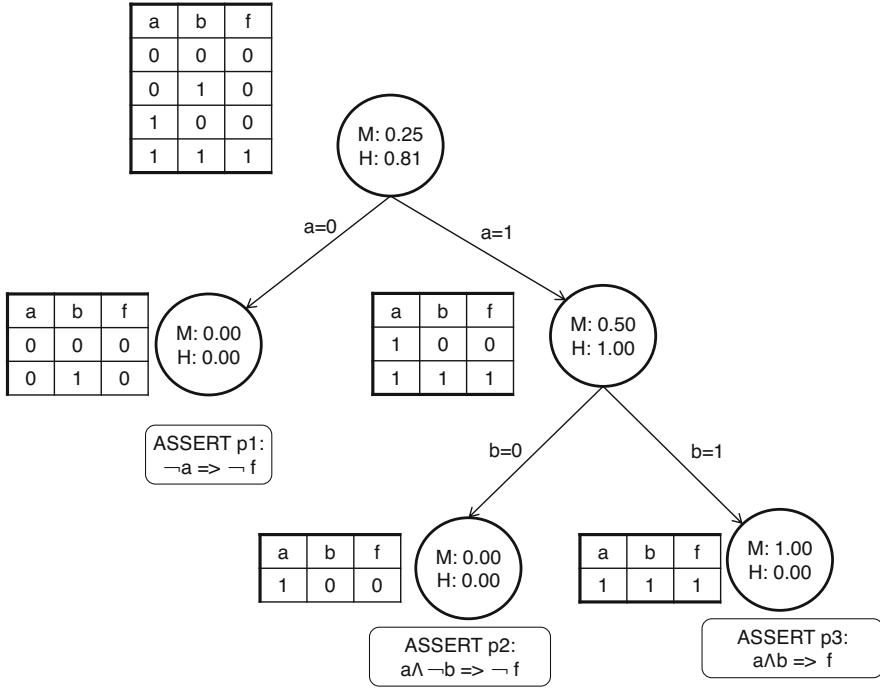 a b f
0 0 0
0 1 0
1 0 0
1 1 1
M: 0.25
H: 0.81
a=0
a=1
a b f
0 0 0
0 1 0
M: 0.00
H: 0.00
a b f
1 0 0
1 1 1
M: 0.50
H: 1.00
ASSERT p1:
¬a => ¬ f
b=0
b=1
a b f
1 0 0
M: 0.00
H: 0.00
a b f
1 1 1
M: 1.00
H: 0.00
ASSERT p2:
aΛ ¬b => ¬ f
ASSERT p3:
aΛb => f